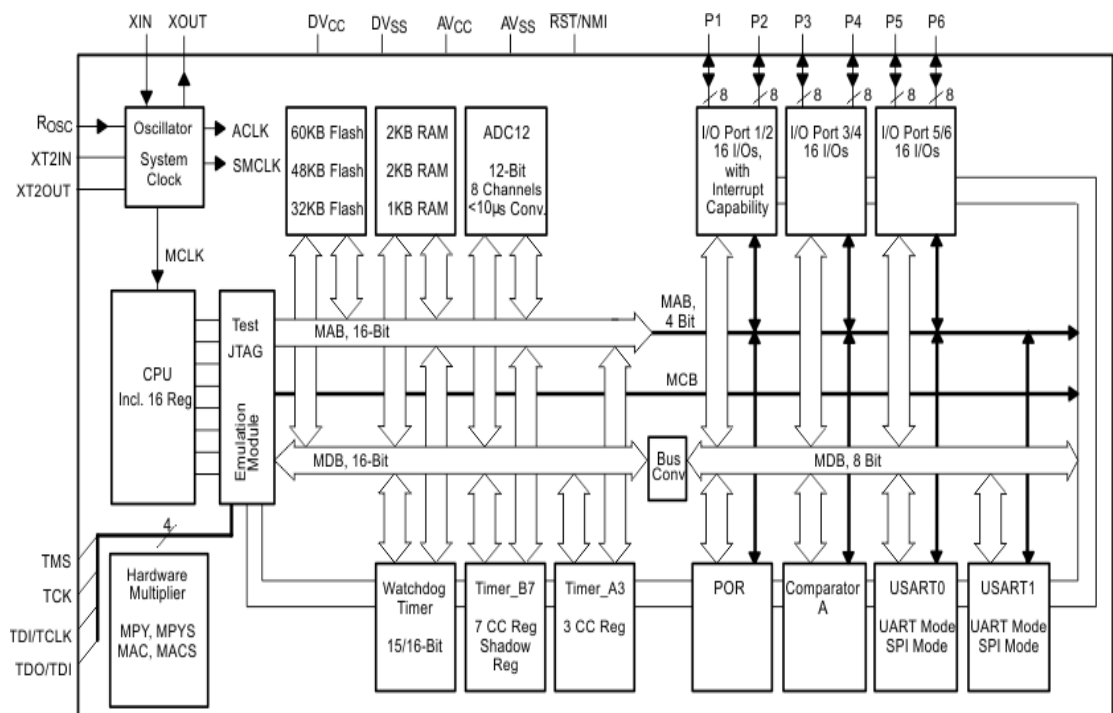 XIN XOUT DVCC DVSS AVCC AVSS RST/NMI P1 P2 P3 P4 P5 P6
8 8 8 8 8 8
ROSC
XT2IN
XT2OUT
Oscillator
System
Clock
ACLK
SMCLK
MCLK
60KB Flash
48KB Flash
32KB Flash
2KB RAM
2KB RAM
1KB RAM
ADC12
12-Bit
8 Channels
<10µs Conv.
I/O Port 1/2
16 I/Os,
with
Interrupt
Capability
I/O Port 3/4
16 I/Os
I/O Port 5/6
16 I/Os
CPU
Incl. 16 Reg
Test
JTAG
Emulation
Module
MAB, 16-Bit
MAB,
4 Bit
MCB
MDB, 16-Bit
Bus
Conv
MDB, 8 Bit
4
TMS
TCK
TDI/TCLK
TDO/TDI
Hardware
Multiplier
MPY, MPYS
MAC, MACS
Watchdog
Timer
15/16-Bit
Timer_B7
7 CC Reg
Shadow
Reg
Timer_A3
3 CC Reg
POR
Comparator
A
USART0
UART Mode
SPI Mode
USART1
UART Mode
SPI Mode